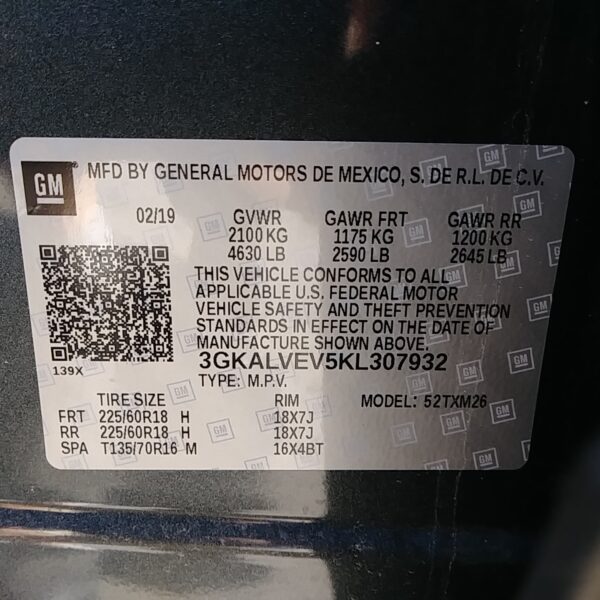 GM MFD BY GENERAL MOTORS DE MEXICO, S. DE R.L. DE C.V.
02/19 GVWR GAWR FRT GAWR RR
2100 KG 1175 KG 1200 KG
4630 LB 2590 LB 2645 LB
THIS VEHICLE CONFORMS TO ALL
APPLICABLE U.S. FEDERAL MOTOR
VEHICLE SAFETY AND THEFT
PREVENTION STANDARDS
IN EFFECT ON THE DATE OF
MANUFACTURE SHOWN ABOVE.
3GKALVEV5KL307932
139X TYPE: M.P.V.
TIRE SIZE RIM MODEL: 52TXM26
FRT 225/60R18 H 18X7J
RR 225/60R18 H 18X7J
SPA T135/70R16 M 16X4BT